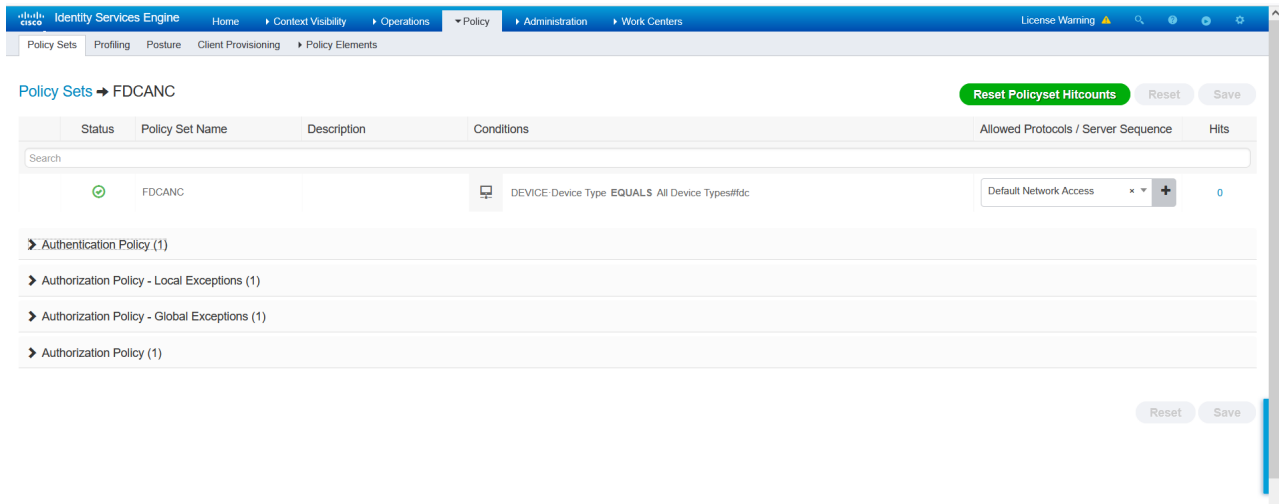 cisco Identity Services Engine Home Context Visibility Operations Policy Administration Work Centers License Warning
Policy Sets Profiling Posture Client Provisioning Policy Elements
Policy Sets → FDCANC Reset Policyset Hitcounts Reset Save
Status Policy Set Name Description Conditions Allowed Protocols / Server Sequence Hits
Search
FDCANC DEVICE·Device Type EQUALS All Device Types#fdc Default Network Access × + 0
Authentication Policy (1)
Authorization Policy - Local Exceptions (1)
Authorization Policy - Global Exceptions (1)
Authorization Policy (1)
Reset Save